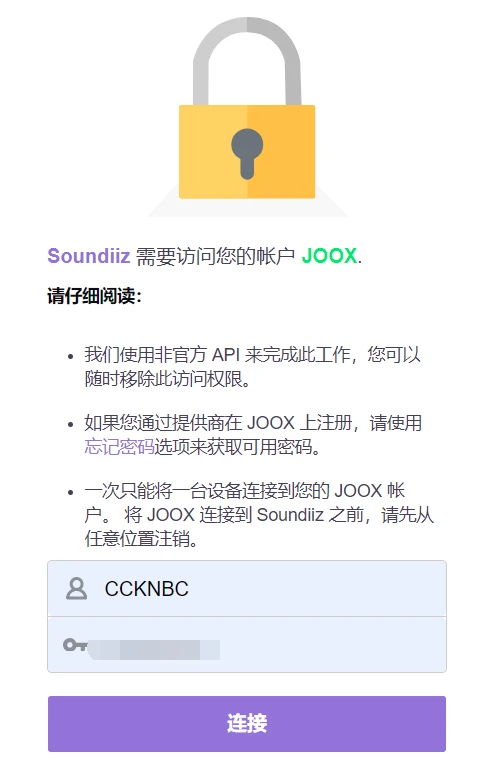 Soundiiz 需要访问您的帐户 JOOX.
请仔细阅读：
我们使用非官方 API 来完成此工作，您可以
随时移除此访问权限。
如果您通过提供商在 JOOX 上注册，请使用
忘记密码选项来获取可用密码。
一次只能将一台设备连接到您的 JOOX 帐
户。 将 JOOX 连接到 Soundiiz 之前，请先从
任意位置注销。
CCKNBC
连接